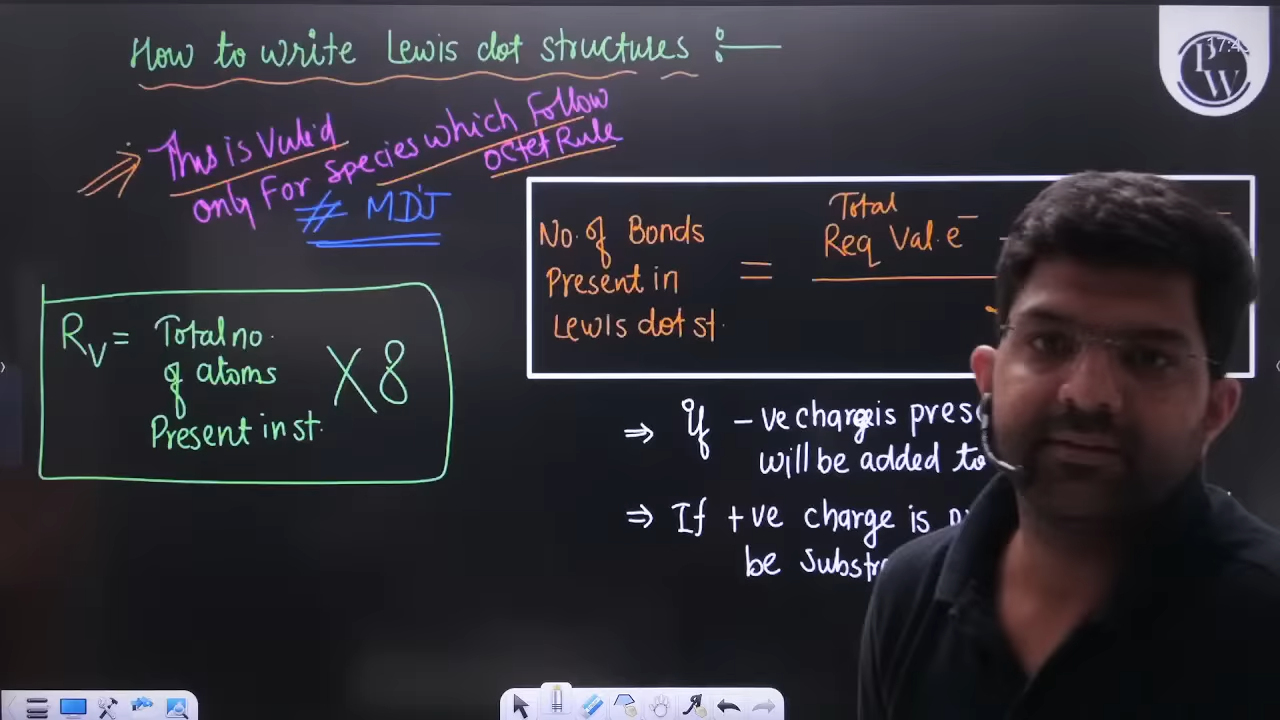 How to write Lewis dot structures :—
⇒ This is Valid
only For species which Follow
octet Rule
# MDJ
No. of Bonds
Present in
Lewis dot st.
=
Total
Req Val. e⁻ -
Rv = Total no.
of atoms
Present in st.
X 8
⇒ If -ve charge is
will be added to
⇒ If +ve charge is
be
PW